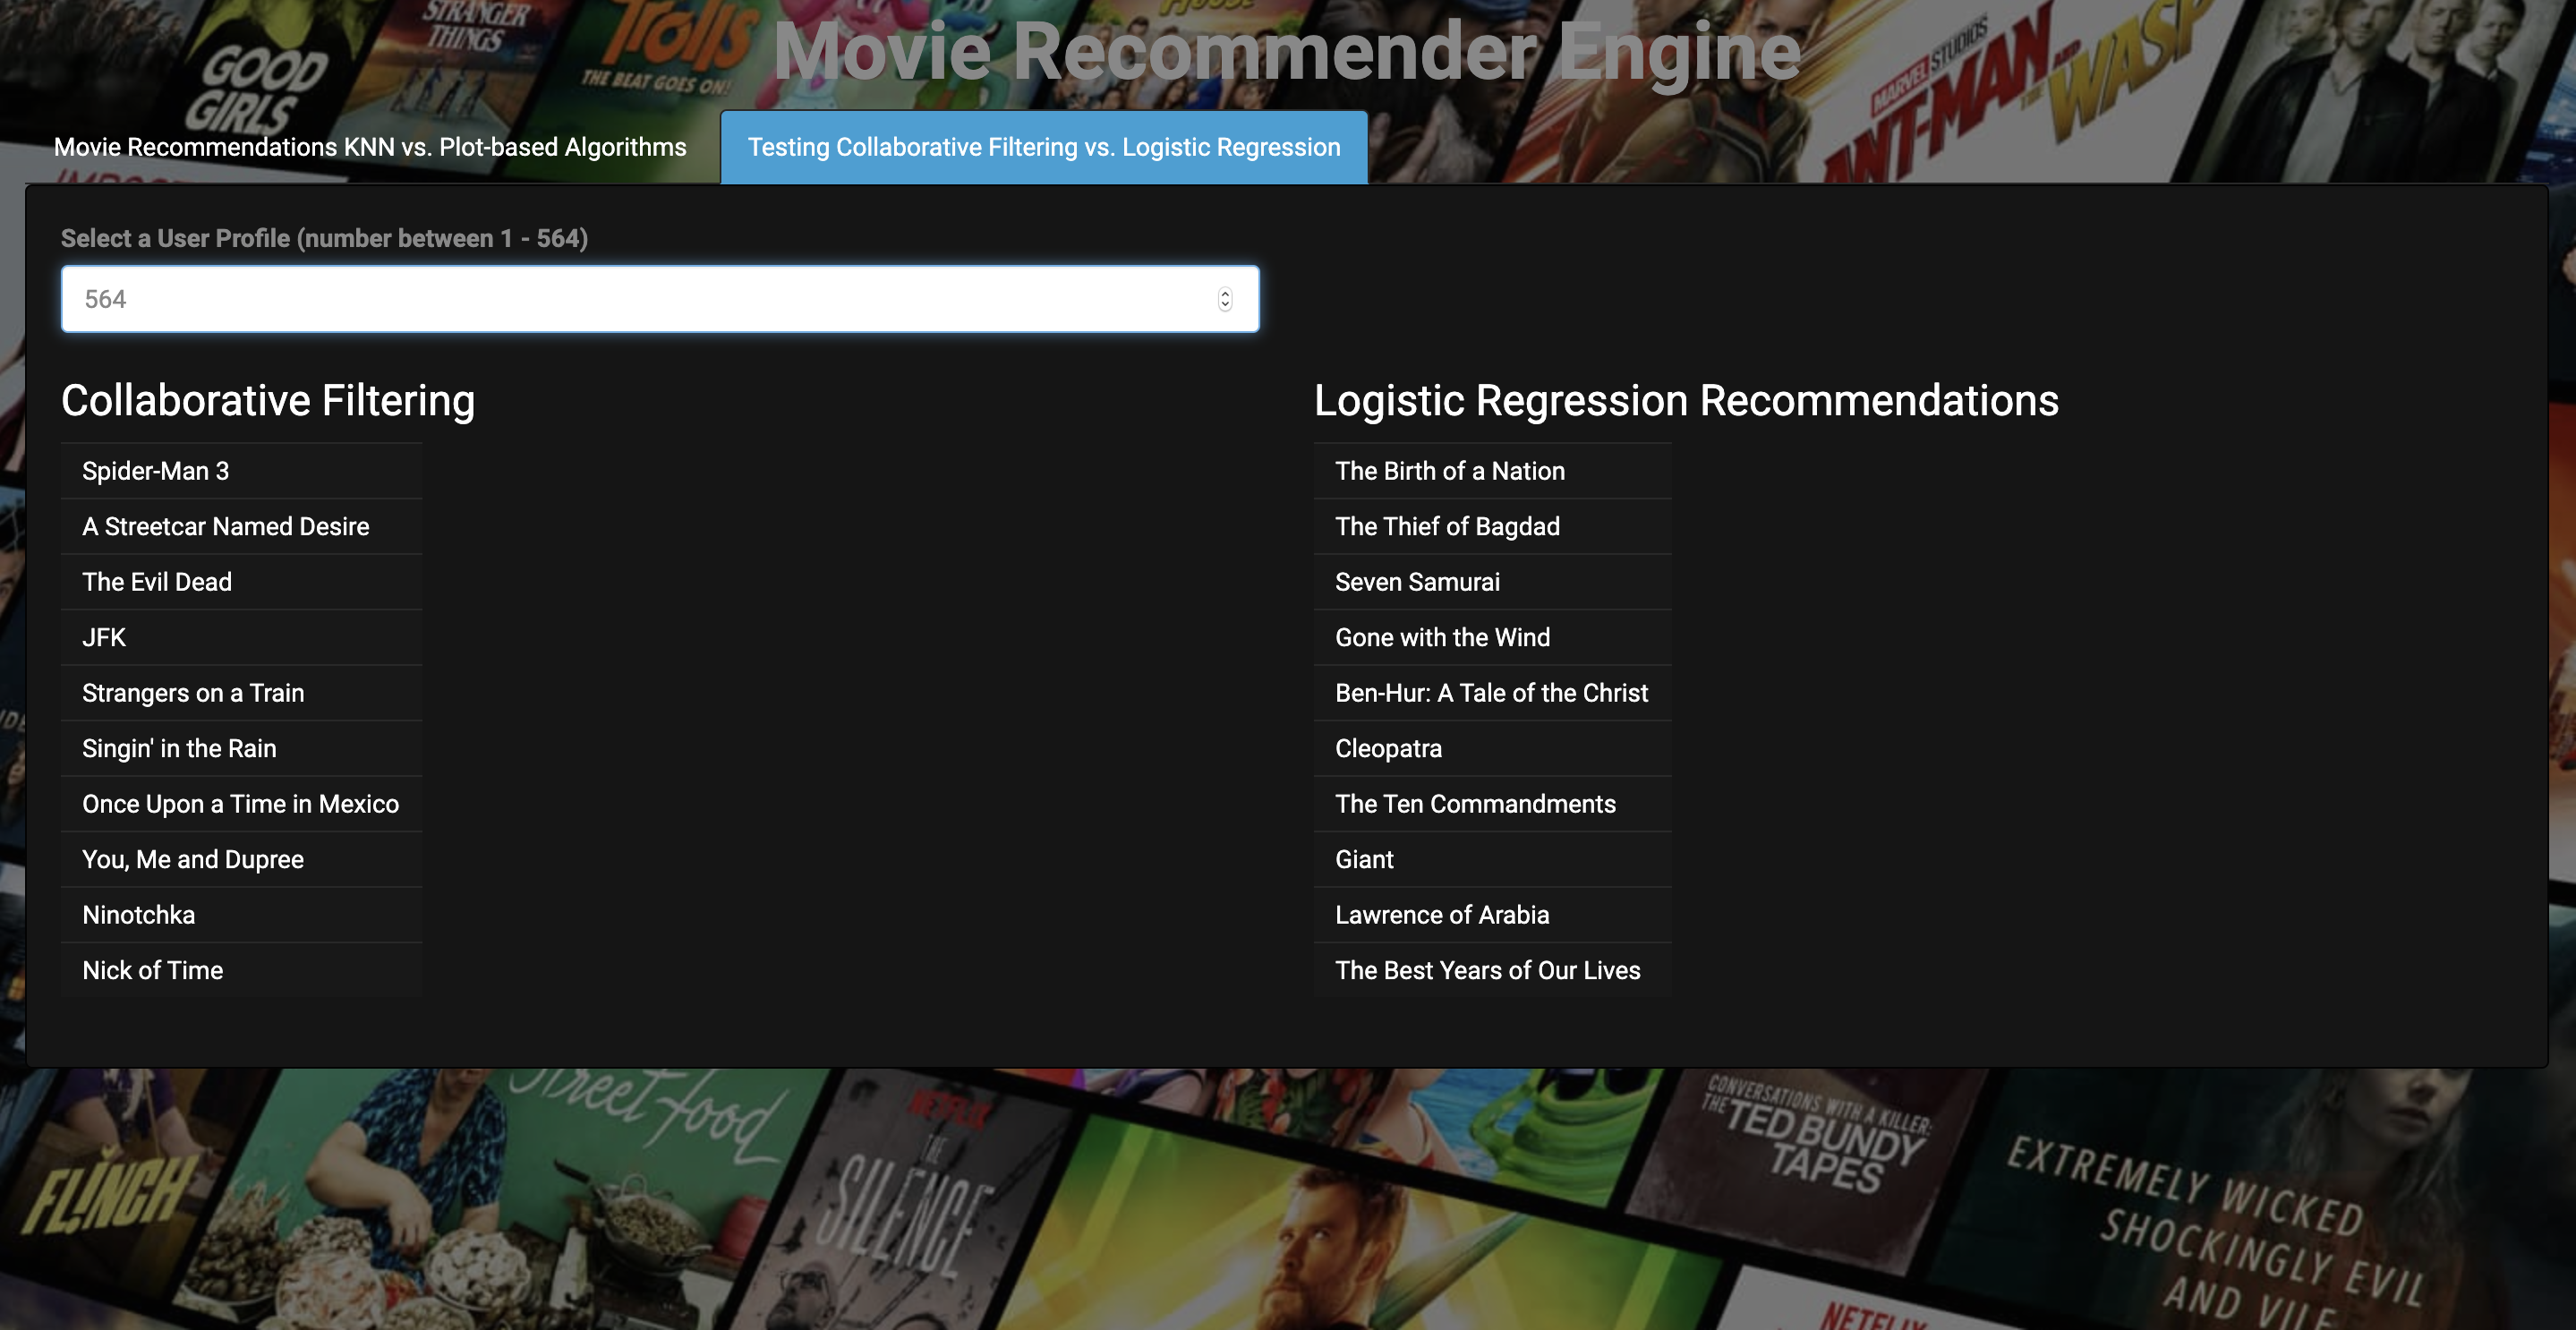 STRANGER
THINGS
GOOD
GIRLS
Trolls
THE BEAT GOES ON!
Movie Recommender Engine
MARVEL STUDIOS
ANT-MAN
AND
THE WASP
Movie Recommendations KNN vs. Plot-based Algorithms
Testing Collaborative Filtering vs. Logistic Regression
Select a User Profile (number between 1 - 564)
564
Collaborative Filtering
Spider-Man 3
A Streetcar Named Desire
The Evil Dead
JFK
Strangers on a Train
Singin' in the Rain
Once Upon a Time in Mexico
You, Me and Dupree
Ninotchka
Nick of Time
Logistic Regression Recommendations
The Birth of a Nation
The Thief of Bagdad
Seven Samurai
Gone with the Wind
Ben-Hur: A Tale of the Christ
Cleopatra
The Ten Commandments
Giant
Lawrence of Arabia
The Best Years of Our Lives
Street food
FLINCH
NETFLIX
THE
SILENCE
CONVERSATIONS WITH A KILLER:
THE TED BUNDY
TAPES
EXTREMELY WICKED
SHOCKINGLY EVIL
AND VILE
NETFLIX